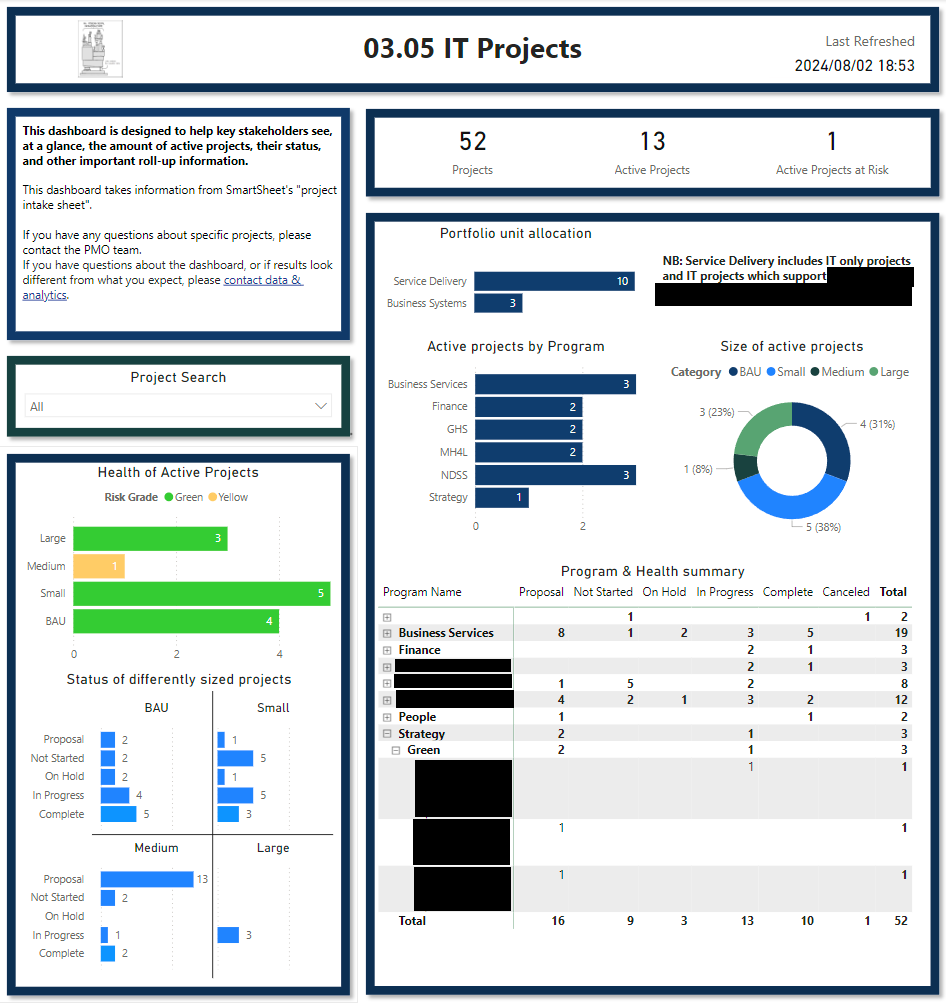 03.05 IT Projects
Last Refreshed
2024/08/02 18:53
This dashboard is designed to help key stakeholders see,
at a glance, the amount of active projects, their status,
and other important roll-up information.
This dashboard takes information from SmartSheet's "project
intake sheet".
If you have any questions about specific projects, please
contact the PMO team.
If you have questions about the dashboard, or if results look
different from what you expect, please contact data &
analytics.
52 13 1
Projects Active Projects Active Projects at Risk
Project Search
All
Portfolio unit allocation
Service Delivery 10
Business Systems 3
NB: Service Delivery includes IT only projects
and IT projects which support
Active projects by Program
Business Services 3
Finance 2
GHS 2
MH4L 2
NDSS 3
Strategy 1
0 2
Size of active projects
Category BAU Small Medium Large
3 (23%)
4 (31%)
1 (8%)
5 (38%)
Health of Active Projects
Risk Grade Green Yellow
Large 3
Medium 1
Small 5
BAU 4
0 2 4
Status of differently sized projects
BAU Small
Proposal 2 1
Not Started 2 5
On Hold 2 1
In Progress 4 5
Complete 5 3
Medium Large
Proposal 13
Not Started 2
On Hold
In Progress 1 3
Complete 2
Program & Health summary
Program Name Proposal Not Started On Hold In Progress Complete Canceled Total
1 1 2
Business Services 8 1 2 3 5 19
Finance 2 1 3
2 1 3
1 5 2 8
4 2 1 3 2 12
People 1 1 2
Strategy 2 1 3
Green 2 1 3
1 1
1 1
1 1
Total 16 9 3 13 10 1 52